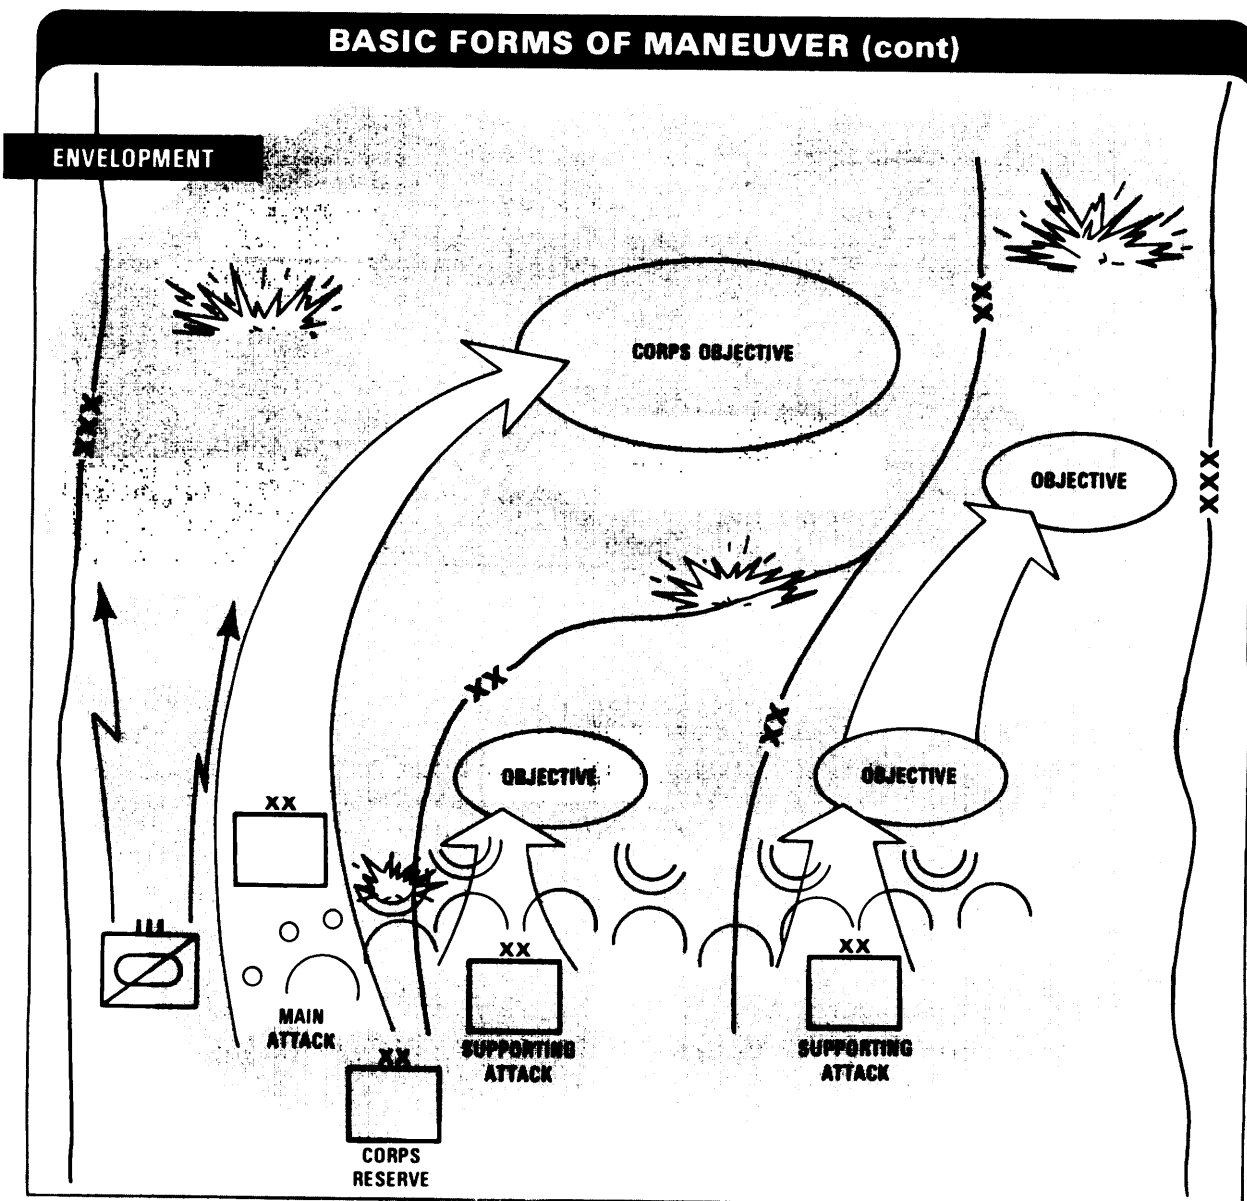 BASIC FORMS OF MANEUVER (cont)
ENVELOPMENT
XX
CORPS OBJECTIVE
XXX
OBJECTIVE
XXX
XX
XX
OBJECTIVE
OBJECTIVE
XX
XX
XX
MAIN
ATTACK
SUPPORTING
ATTACK
SUPPORTING
ATTACK
XX
CORPS
RESERVE